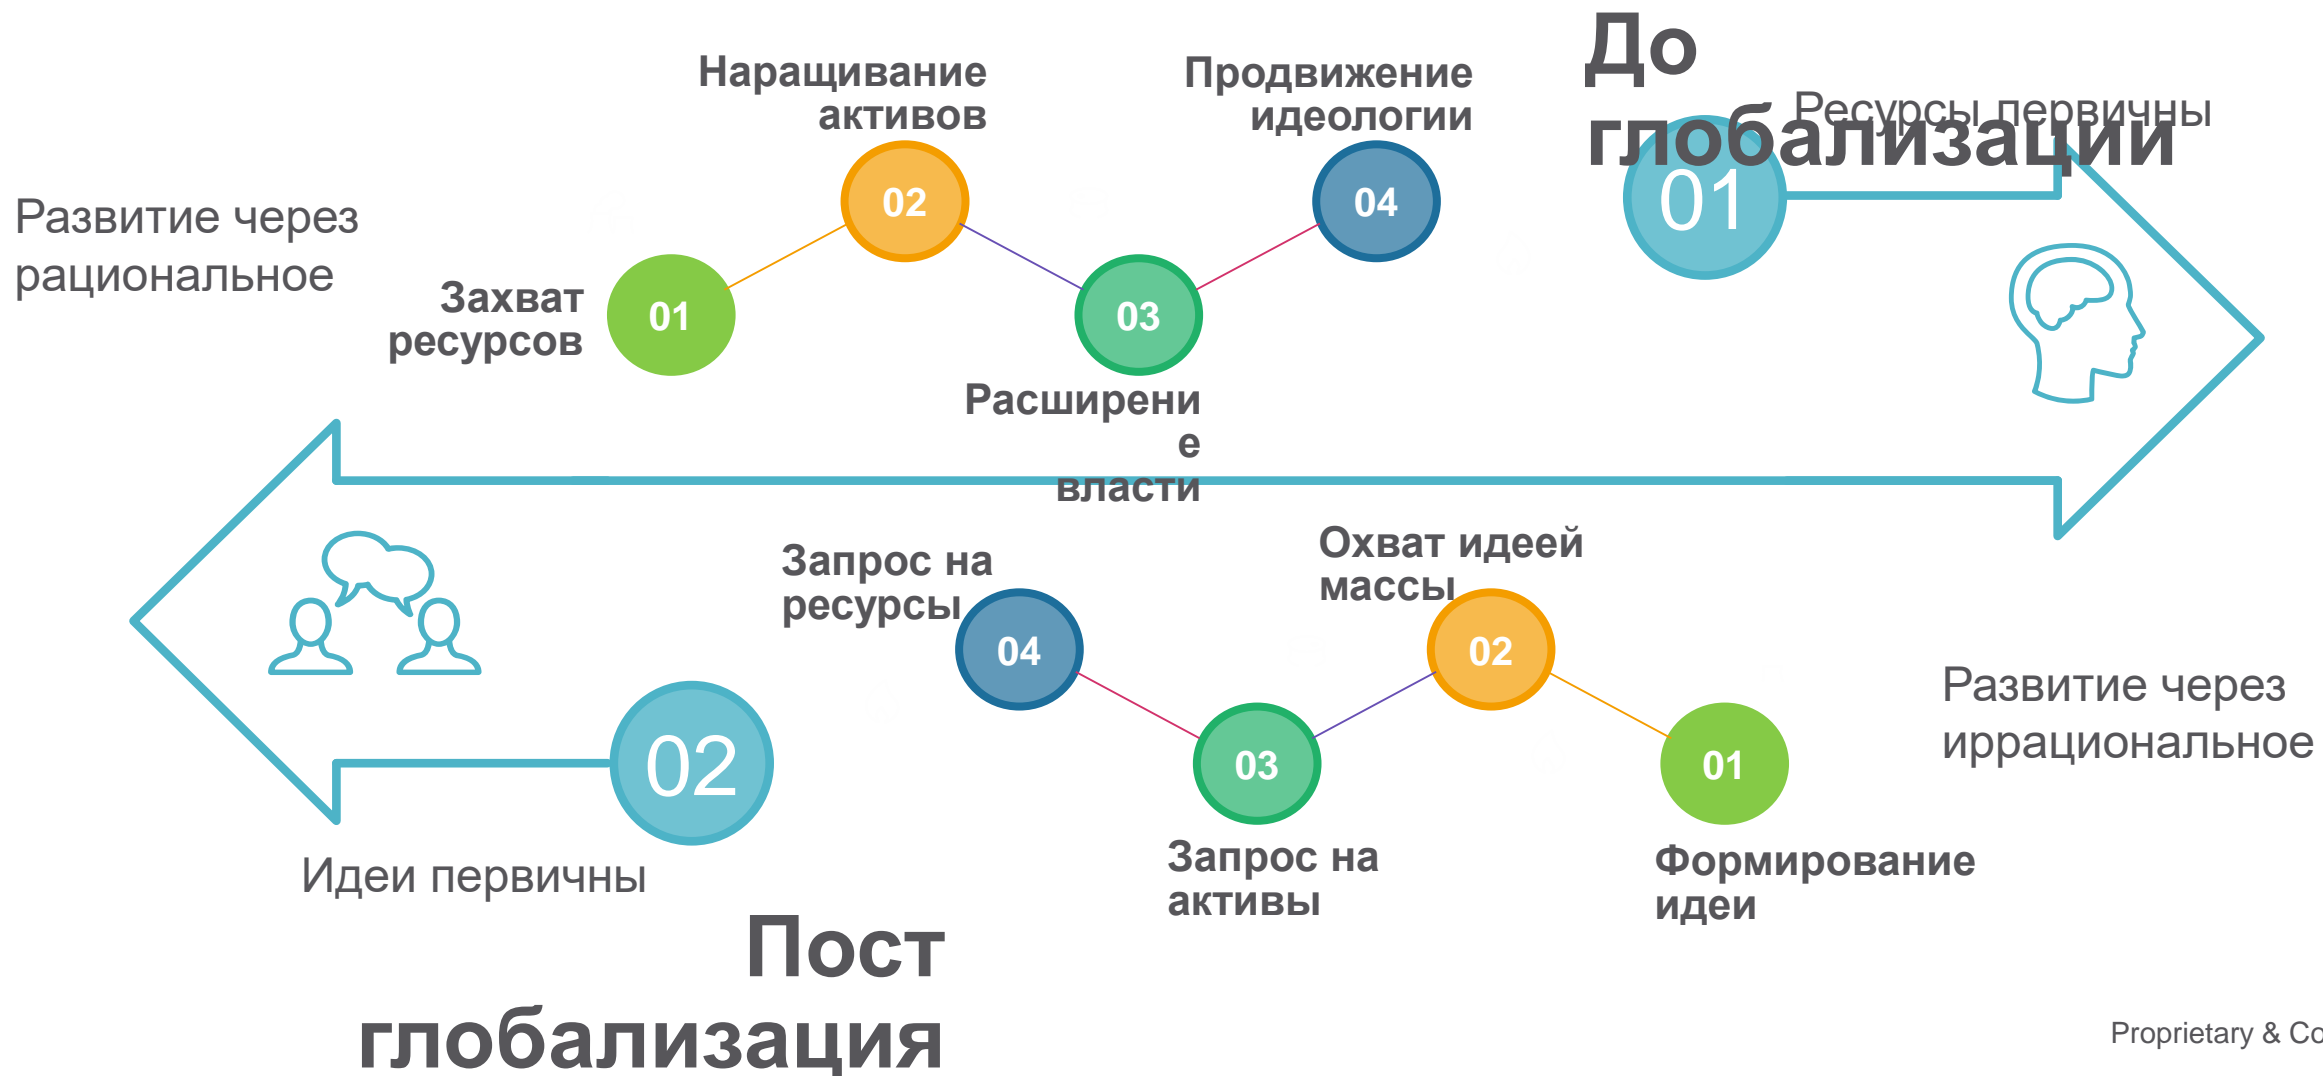 До
глобализации
Ресурсы первичны
01
Наращивание
активов
Продвижение
идеологии
02
04
Развитие через
рациональное
Захват
ресурсов
01
03
Расширени
е
власти
Запрос на
ресурсы
Охват идеей
массы
04
02
Развитие через
иррациональное
02
03
01
Идеи первичны
Запрос на
активы
Формирование
идеи
Пост
глобализация
Proprietary & Co